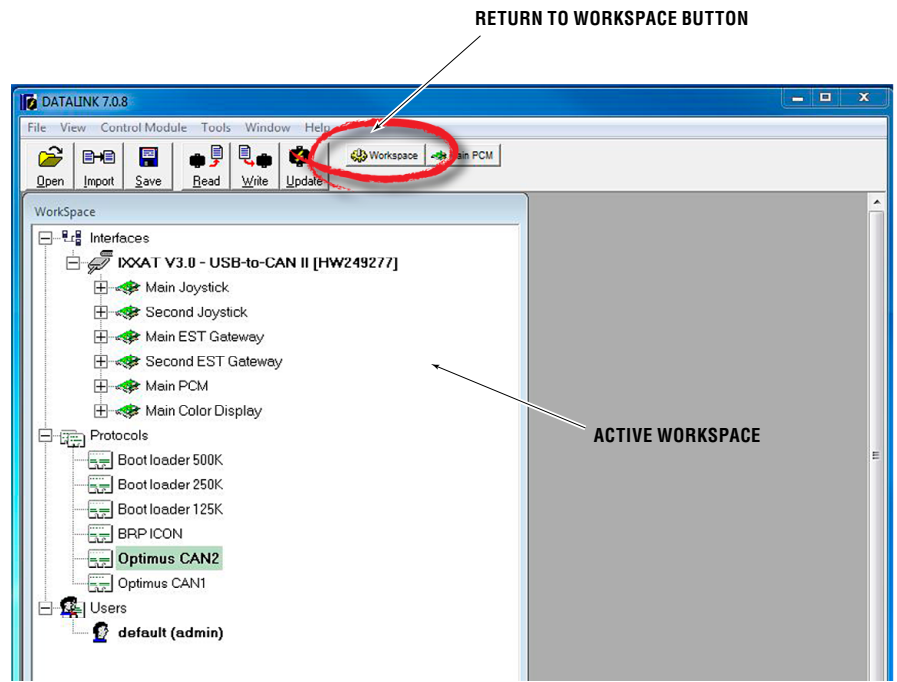 RETURN TO WORKSPACE BUTTON
DATALINK 7.0.8
File View Control Module Tools Window Help
Workspace Main PCM
Open Import Save Read Write Update
WorkSpace
Interfaces
IXXAT V3.0 - USB-to-CAN II [HW249277]
Main Joystick
Second Joystick
Main EST Gateway
Second EST Gateway
Main PCM
Main Color Display
Protocols
ACTIVE WORKSPACE
Boot loader 500K
Boot loader 250K
Boot loader 125K
BRP ICON
Optimus CAN2
Optimus CAN1
Users
default (admin)